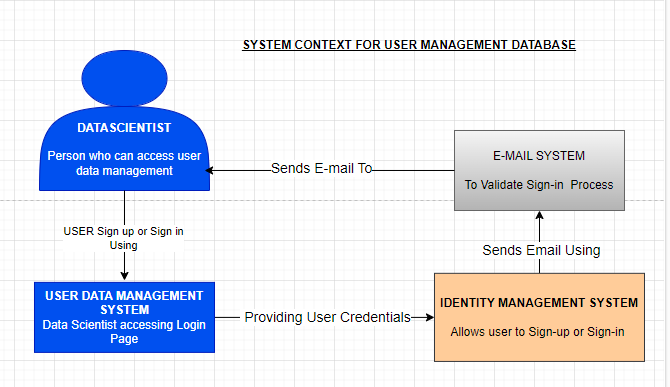 SYSTEM CONTEXT FOR USER MANAGEMENT DATABASE
DATASCIENTIST
Person who can access user
data management
Sends E-mail To
E-MAIL SYSTEM
To Validate Sign-in Process
USER Sign up or Sign in
Using
Sends Email Using
USER DATA MANAGEMENT
SYSTEM
Data Scientist accessing Login
Page
Providing User Credentials
IDENTITY MANAGEMENT SYSTEM
Allows user to Sign-up or Sign-in